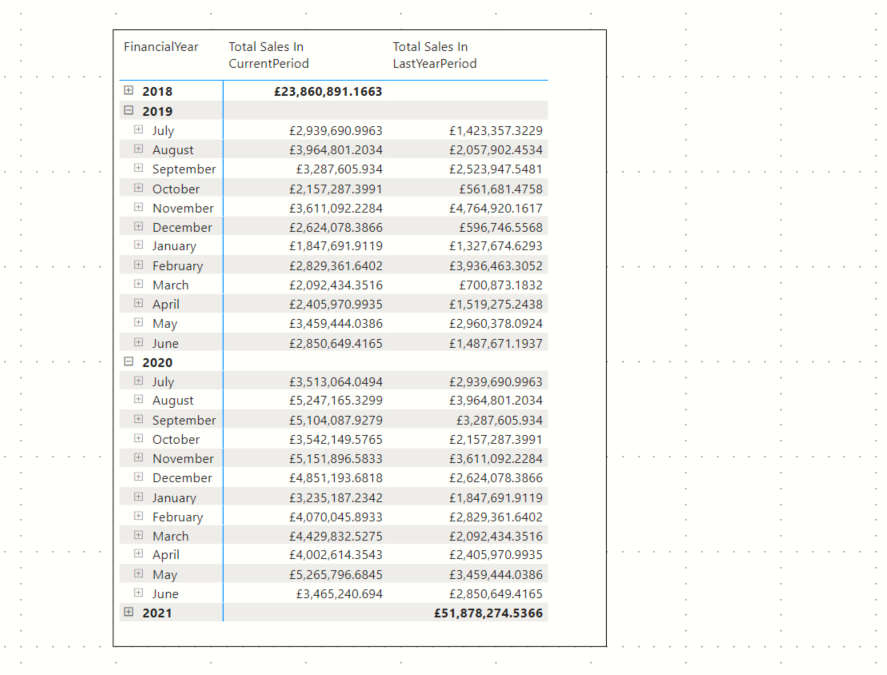 FinancialYear Total Sales In CurrentPeriod Total Sales In LastYearPeriod
2018 £23,860,891.1663
2019
July £2,939,690.9963 £1,423,357.3229
August £3,964,801.2034 £2,057,902.4534
September £3,287,605.934 £2,523,947.5481
October £2,157,287.3991 £561,681.4758
November £3,611,092.2284 £4,764,920.1617
December £2,624,078.3866 £596,746.5568
January £1,847,691.9119 £1,327,674.6293
February £2,829,361.6402 £3,936,463.3052
March £2,092,434.3516 £700,873.1832
April £2,405,970.9935 £1,519,275.2438
May £3,459,444.0386 £2,960,378.0924
June £2,850,649.4165 £1,487,671.1937
2020
July £3,513,064.0494 £2,939,690.9963
August £5,247,165.3299 £3,964,801.2034
September £5,104,087.9279 £3,287,605.934
October £3,542,149.5765 £2,157,287.3991
November £5,151,896.5833 £3,611,092.2284
December £4,851,193.6818 £2,624,078.3866
January £3,235,187.2342 £1,847,691.9119
February £4,070,045.8933 £2,829,361.6402
March £4,429,832.5275 £2,092,434.3516
April £4,002,614.3543 £2,405,970.9935
May £5,265,796.6845 £3,459,444.0386
June £3,465,240.694 £2,850,649.4165
2021 £51,878,274.5366